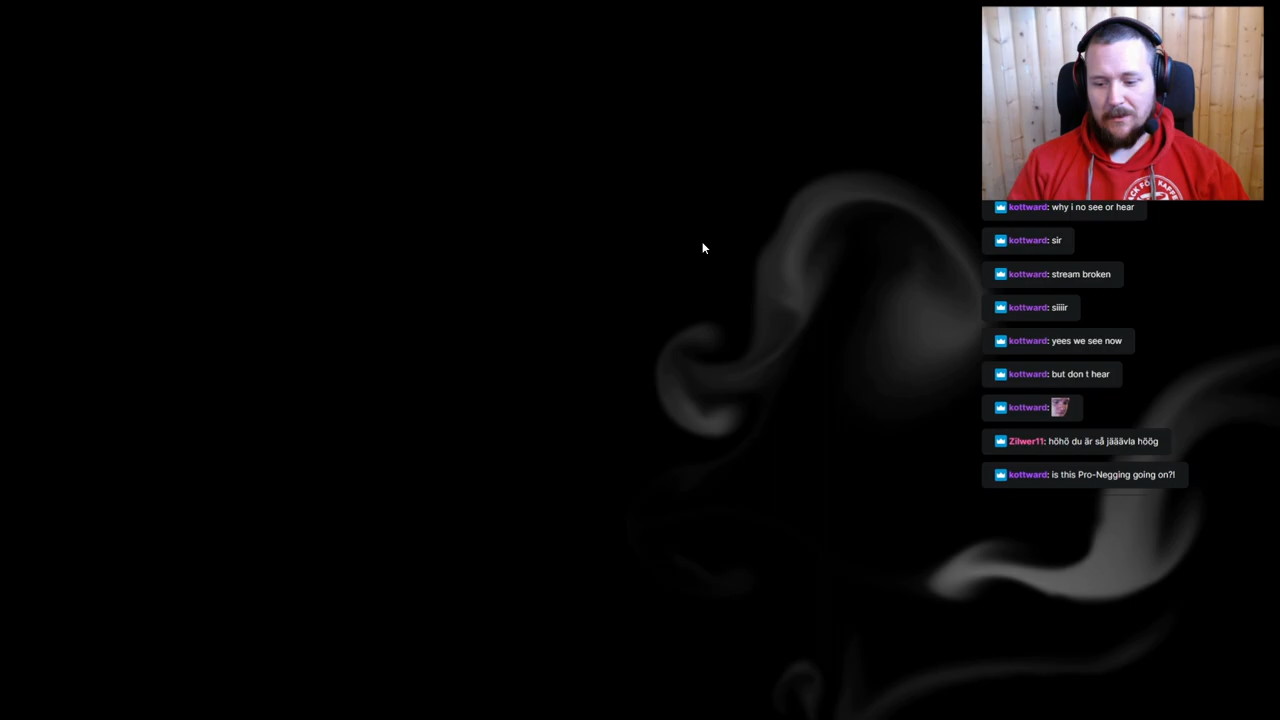 kottward: why i no see or hear
kottward: sir
kottward: stream broken
kottward: siiiir
kottward: yees we see now
kottward: but don t hear
kottward:
Zilwer11: höhö du är så jääävla höög
kottward: is this Pro-Negging going on?!